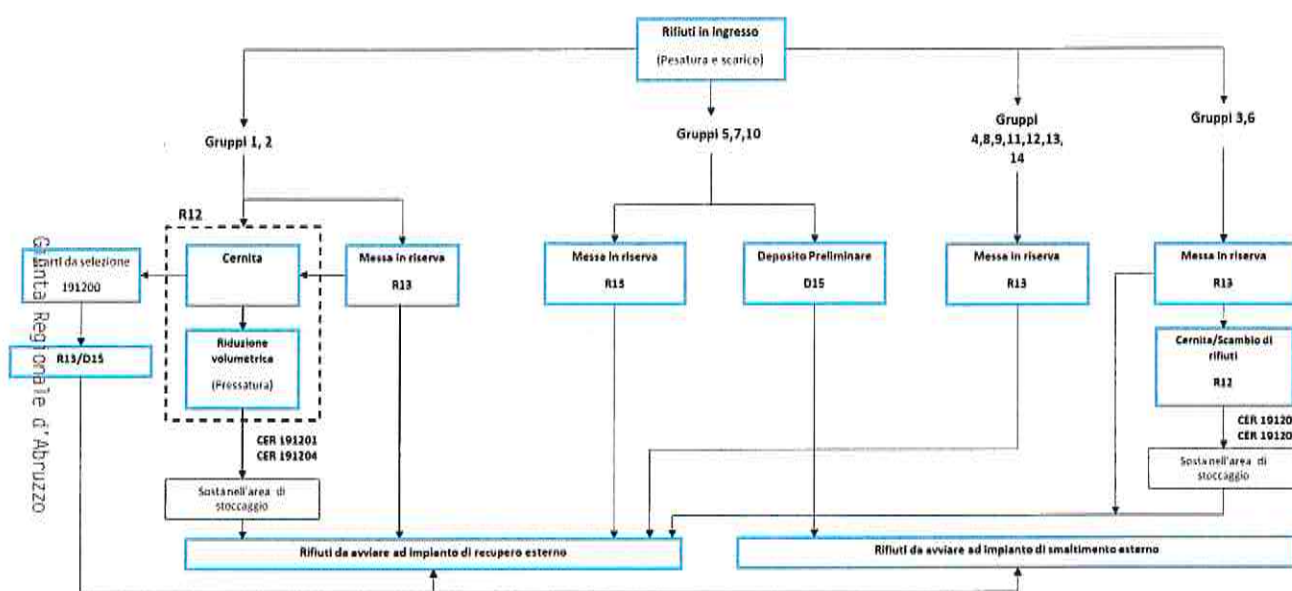 Rifiuti in ingresso
(Pesatura e scarico)
Gruppi 1, 2
Gruppi 5,7,10
Gruppi
4,8,9,11,12,13,
14
Gruppi 3,6
R12
Scarti da selezione
191200
Cernita
Messa in riserva
R13
Messa in riserva
R13
Deposito Preliminare
D15
Messa in riserva
R13
Messa in riserva
R13
R13/D15
Riduzione
volumetrica
(Pressatura)
Cernita/Scambio di
rifiuti
R12
CER 191201
CER 191204
CER 19120
CER 19120
Sosta nell'area di
stoccaggio
Sosta nell'area di
stoccaggio
Rifiuti da avviare ad impianto di recupero esterno
Rifiuti da avviare ad impianto di smaltimento esterno
Giunta Regionale d'Abruzzo